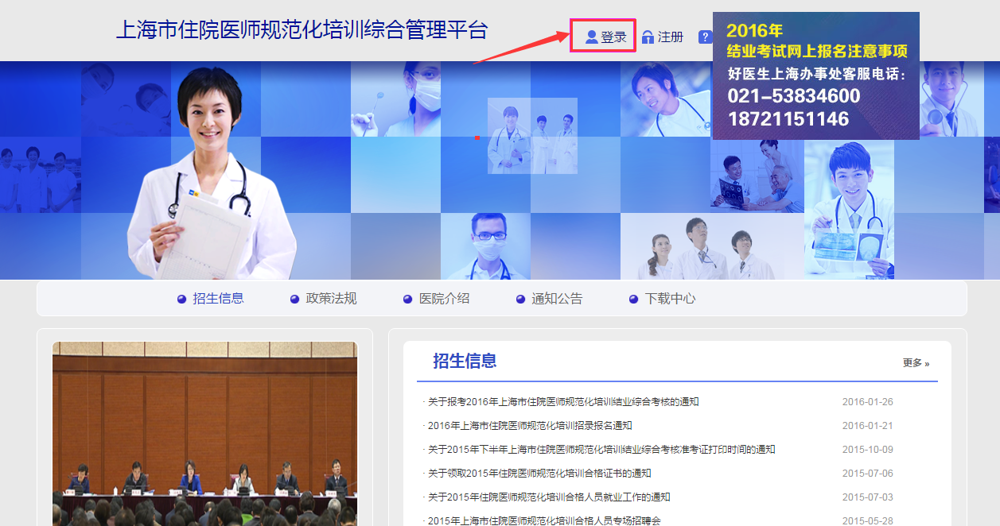 上海市住院医师规范化培训综合管理平台
登录 注册 ?
2016年
结业考试网上报名注意事项
好医生上海办事处客服电话：
021-53834600
18721151146
招生信息 政策法规 医院介绍 通知公告 下载中心
招生信息 更多 »
· 关于报考2016年上海市住院医师规范化培训结业综合考核的通知 2016-01-26
· 2016年上海市住院医师规范化培训招录报名通知 2016-01-21
· 关于2015年下半年上海市住院医师规范化培训结业综合考核准考证打印时间的通知 2015-10-09
· 关于领取2015年住院医师规范化培训合格证书的通知 2015-07-06
· 关于2015年住院医师规范化培训合格人员就业工作的通知 2015-07-03
· 2015年上海市住院医师规范化培训合格人员专场招聘会 2015-05-28